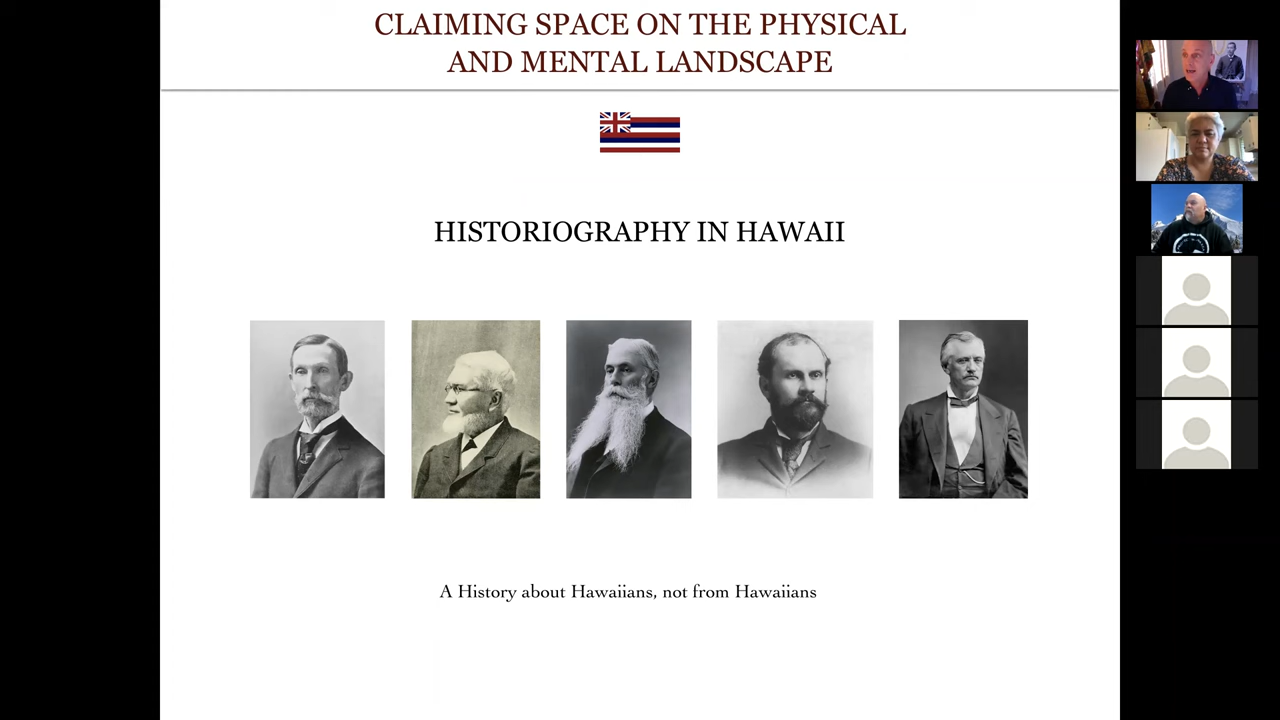 CLAIMING SPACE ON THE PHYSICAL
AND MENTAL LANDSCAPE
HISTORIOGRAPHY IN HAWAII
A History about Hawaiians, not from Hawaiians